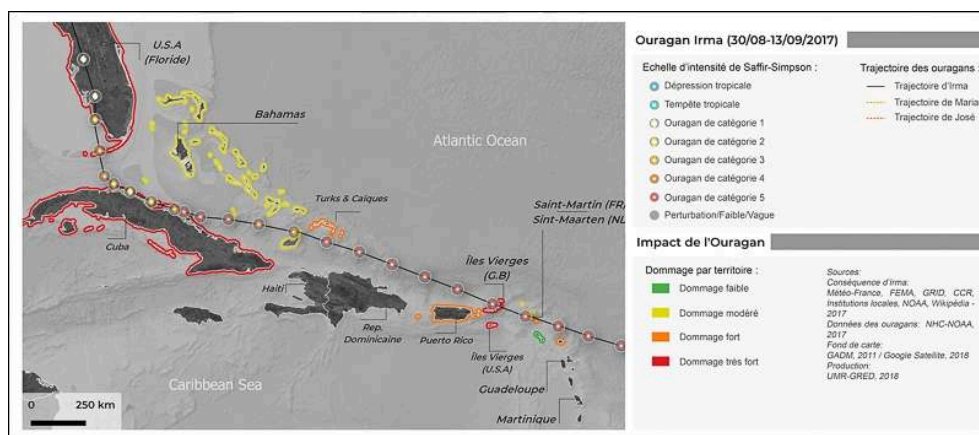 U.S.A
(Floride)
Bahamas
Atlantic Ocean
Turks & Caïques
Saint-Martin (FR)
Sint-Maarten (NL)
Cuba
Îles Vierges
(G.B)
Haïti
Rep.
Dominicaine
Puerto Rico
Îles Vierges
(U.S.A)
Guadeloupe
Caribbean Sea
Martinique
0 250 km
Ouragan Irma (30/08-13/09/2017)
Echelle d'intensité de Saffir-Simpson :
Dépression tropicale
Tempête tropicale
Ouragan de catégorie 1
Ouragan de catégorie 2
Ouragan de catégorie 3
Ouragan de catégorie 4
Ouragan de catégorie 5
Perturbation/Faible/Vague
Trajectoire des ouragans :
Trajectoire d'Irma
Trajectoire de Maria
Trajectoire de José
Impact de l'Ouragan
Dommage par territoire :
Dommage faible
Dommage modéré
Dommage fort
Dommage très fort
Sources:
Conséquence d'Irma:
Météo-France, FEMA, GRID, CCR,
Institutions locales, NOAA, Wikipédia -
2017
Données des ouragans: NHC-NOAA,
2017
Fond de carte:
GADM, 2011 / Google Satellite, 2018
Production:
UMR-GRED, 2018